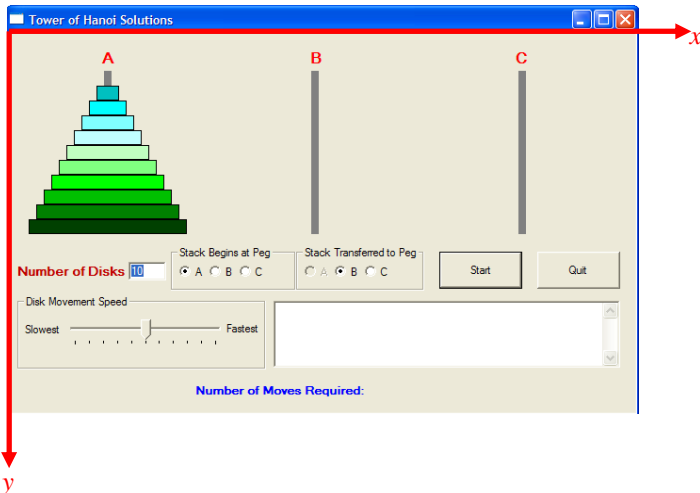 Tower of Hanoi Solutions
x
A B C
Stack Begins at Peg Stack Transferred to Peg
Number of Disks 10 A B C A B C Start Quit
Disk Movement Speed
Slowest Fastest
Number of Moves Required:
y